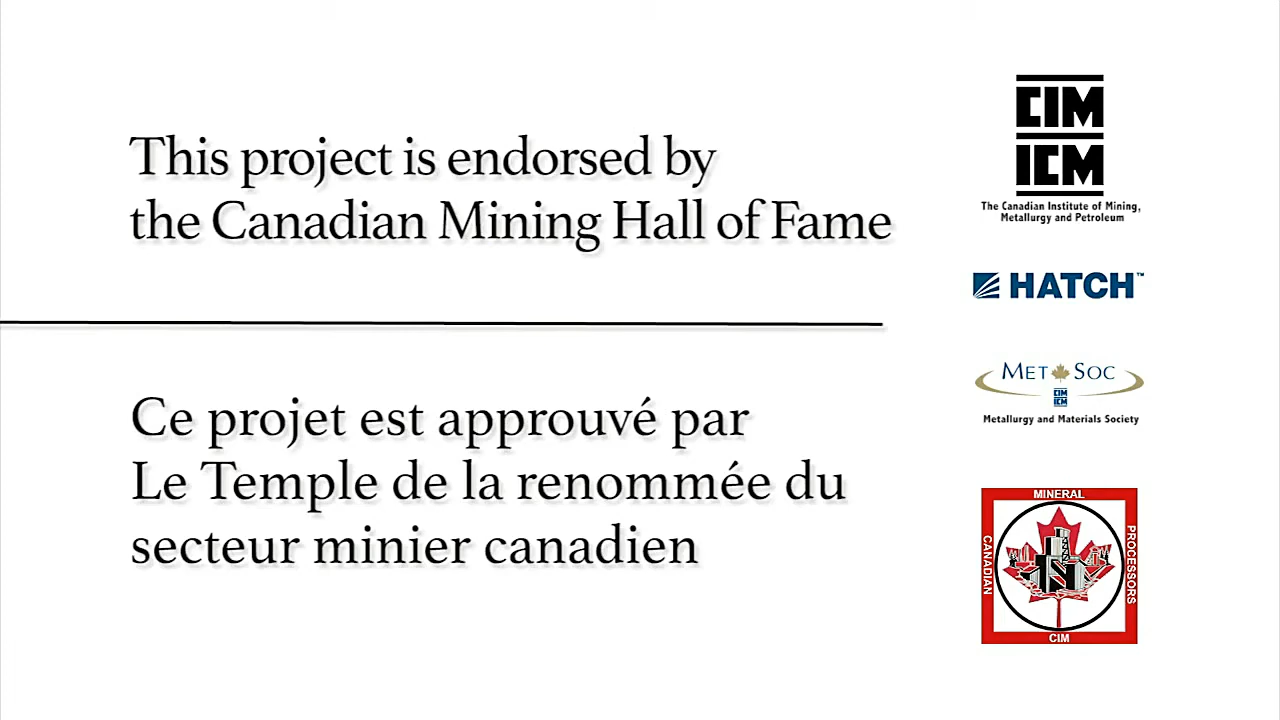 This project is endorsed by
the Canadian Mining Hall of Fame
Ce projet est approuvé par
Le Temple de la renommée du
secteur minier canadien
CIM
ICM
The Canadian Institute of Mining,
Metallurgy and Petroleum
HATCH™
MET SOC
CIM
ICM
Metallurgy and Materials Society
MINERAL
CANADIAN
PROCESSORS
CIM